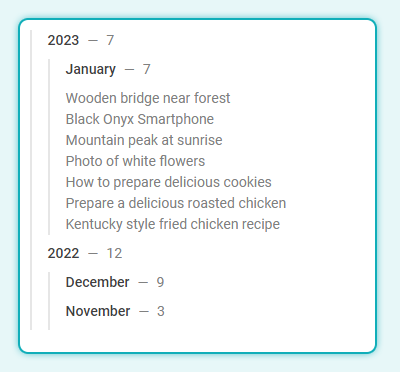 2023 — 7
January — 7
Wooden bridge near forest
Black Onyx Smartphone
Mountain peak at sunrise
Photo of white flowers
How to prepare delicious cookies
Prepare a delicious roasted chicken
Kentucky style fried chicken recipe
2022 — 12
December — 9
November — 3